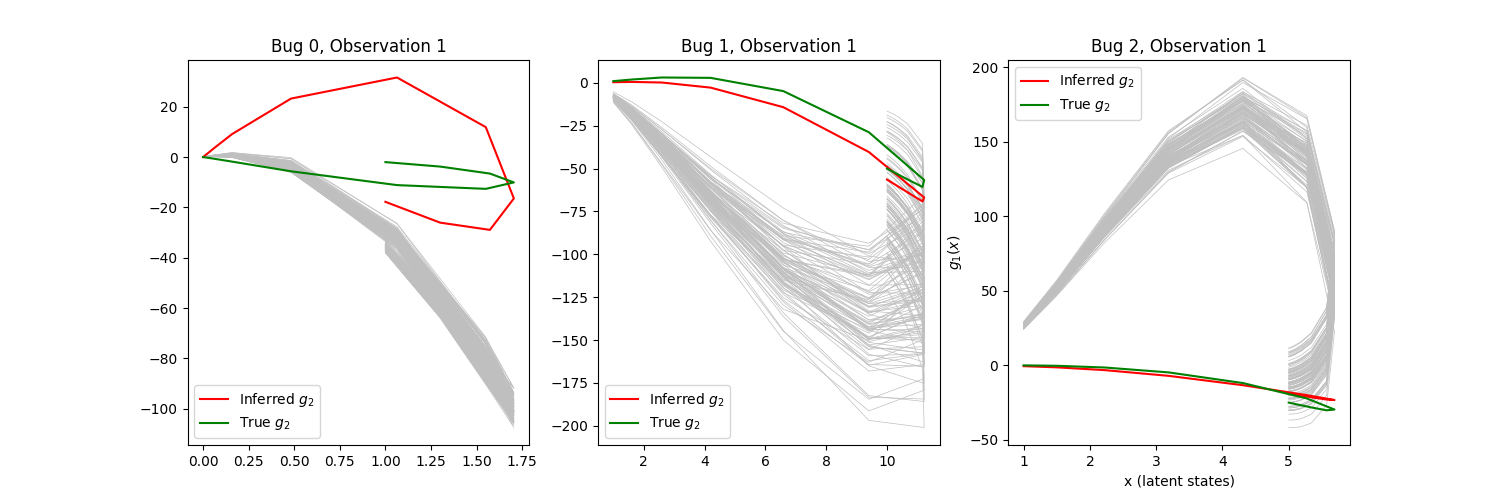 Bug 0, Observation 1
20
0
−20
−40
−60
−80
−100
0.00 0.25 0.50 0.75 1.00 1.25 1.50 1.75
Inferred g₂
True g₂
Bug 1, Observation 1
0
−25
−50
−75
−100
−125
−150
−175
−200
2 4 6 8 10
Inferred g₂
True g₂
Bug 2, Observation 1
Inferred g₂
True g₂
g₁(x)
200
150
100
50
0
−50
1 2 3 4 5
x (latent states)